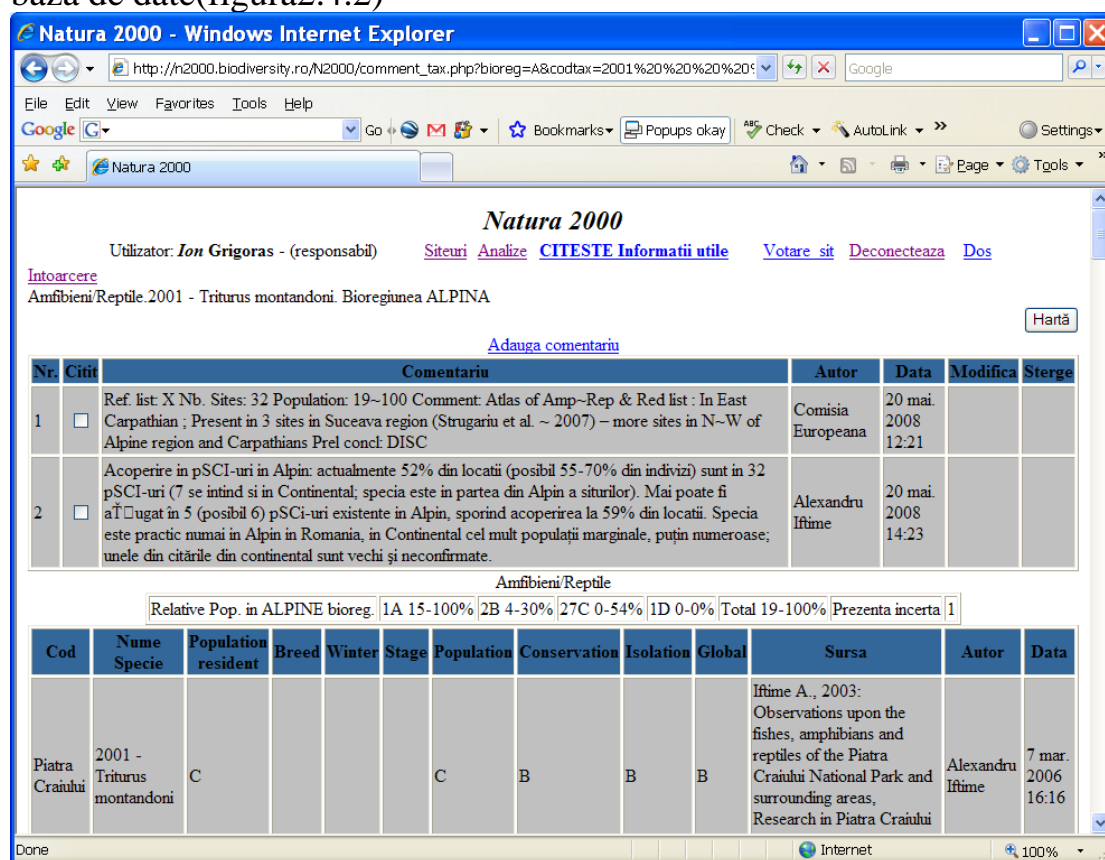 baza de date(figura2.4.2)
Natura 2000 - Windows Internet Explorer
http://n2000.biodiversity.ro/N2000/comment_tax.php?bioreg=A&codtax=2001%20%20%20%20
Google
File Edit View Favorites Tools Help
Google G Go Bookmarks Popups okay Check AutoLink » Settings
Natura 2000 Page Tools »
Natura 2000
Utilizator: Ion Grigoras - (responsabil) Siteuri Analize CITESTE Informatii utile Votare sit Deconecteaza Dos
Intoarcere
Amfibieni/Reptile.2001 - Triturus montandoni. Bioregiunea ALPINA
Hartă
Adauga comentariu
Nr. Citit Comentariu Autor Data Modifica Sterge
1 Ref. list: X Nb. Sites: 32 Population: 19~100 Comment: Atlas of Amp~Rep & Red list : In East
Carpathian ; Present in 3 sites in Suceava region (Strugariu et al. ~ 2007) – more sites in N~W of
Alpine region and Carpathians Prel concl: DISC
Comisia
Europeana
20 mai.
2008
12:21
2 Acoperire in pSCI-uri in Alpin: actualmente 52% din locatii (posibil 55-70% din indivizi) sunt in 32
pSCI-uri (7 se intind si in Continental; specia este in partea din Alpin a siturilor). Mai poate fi
aŤ□ugat in 5 (posibil 6) pSCi-uri existente in Alpin, sporind acoperirea la 59% din locatii. Specia
este practic numai in Alpin in Romania, in Continental cel mult populații marginale, puțin numeroase;
unele din citările din continental sunt vechi și neconfirmate.
Alexandru
Iftime
20 mai.
2008
14:23
Amfibieni/Reptile
Relative Pop. in ALPINE bioreg. 1A 15-100% 2B 4-30% 27C 0-54% 1D 0-0% Total 19-100% Prezenta incerta 1
Cod Nume Specie Population resident Breed Winter Stage Population Conservation Isolation Global Sursa Autor Data
Piatra
Craiului
2001 -
Triturus
montandoni
C C B B B
Iftime A., 2003:
Observations upon the
fishes, amphibians and
reptiles of the Piatra
Craiului National Park and
surrounding areas,
Research in Piatra Craiului
Alexandru
Iftime
7 mar.
2006
16:16
Done Internet 100%